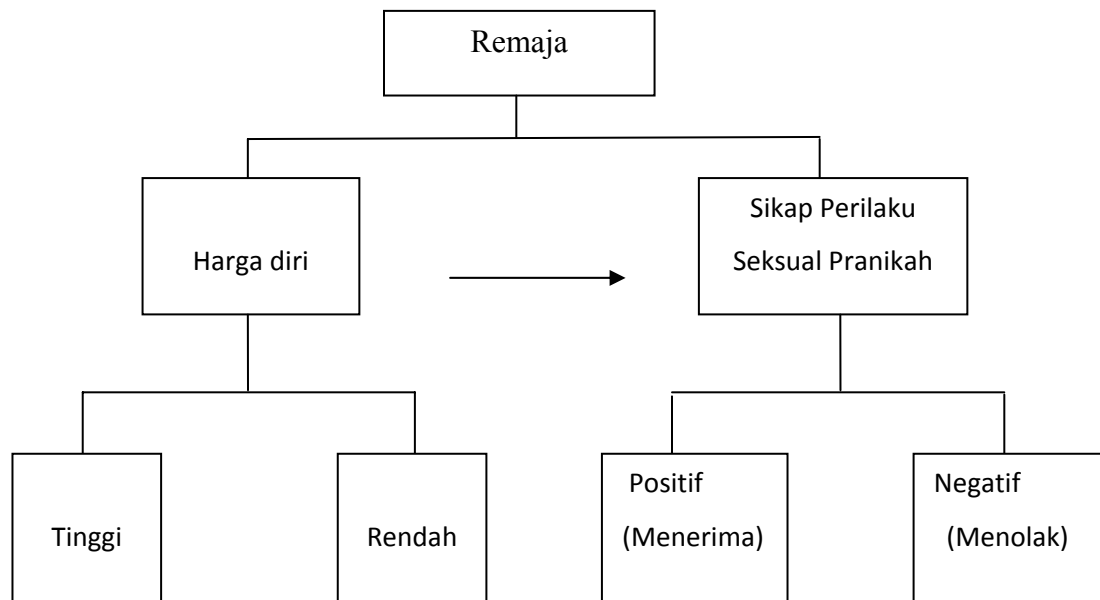 Remaja
Harga diri
Sikap Perilaku
Seksual Pranikah
Tinggi
Rendah
Positif
(Menerima)
Negatif
(Menolak)